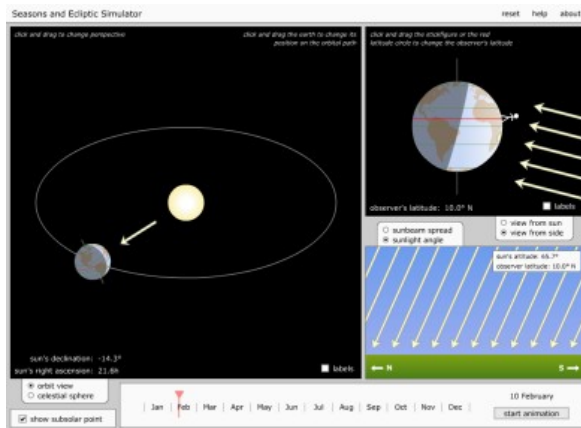 Seasons and Ecliptic Simulator
reset help about
click and drag to change perspective
click and drag the earth to change its
position on the orbital path
click and drag the stickfigure or the red
latitude circle to change the observer's latitude
observer's latitude: 10.0° N
labels
sunbeam spread
sunlight angle
view from sun
view from side
sun's altitude: 65.7°
observer latitude: 10.0° N
N
S
sun's declination: -14.3°
sun's right ascension: 21.6h
labels
orbit view
celestial sphere
show subsolar point
Jan Feb Mar Apr May Jun Jul Aug Sep Oct Nov Dec
10 February
start animation